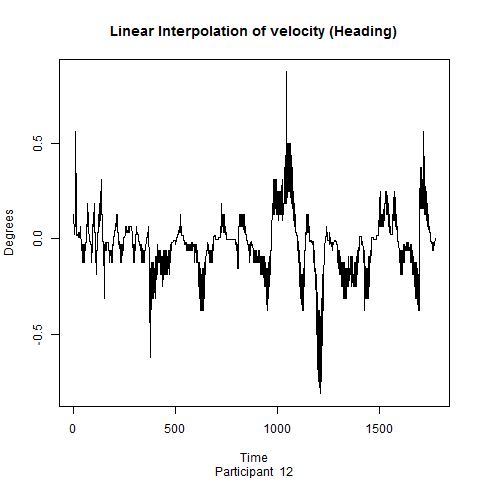 Linear Interpolation of velocity (Heading)
Degrees
0.5
0.0
-0.5
0 500 1000 1500
Time
Participant 12